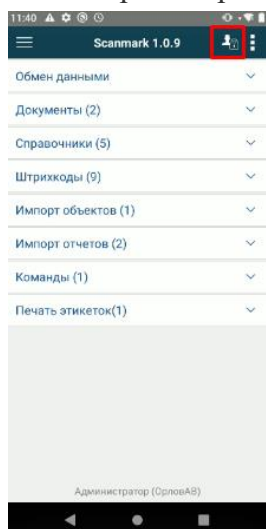 11:40
Scanmark 1.0.9
Обмен данными
Документы (2)
Справочники (5)
Штрихкоды (9)
Импорт объектов (1)
Импорт отчетов (2)
Команды (1)
Печать этикеток(1)
Администратор (ОрловАВ)